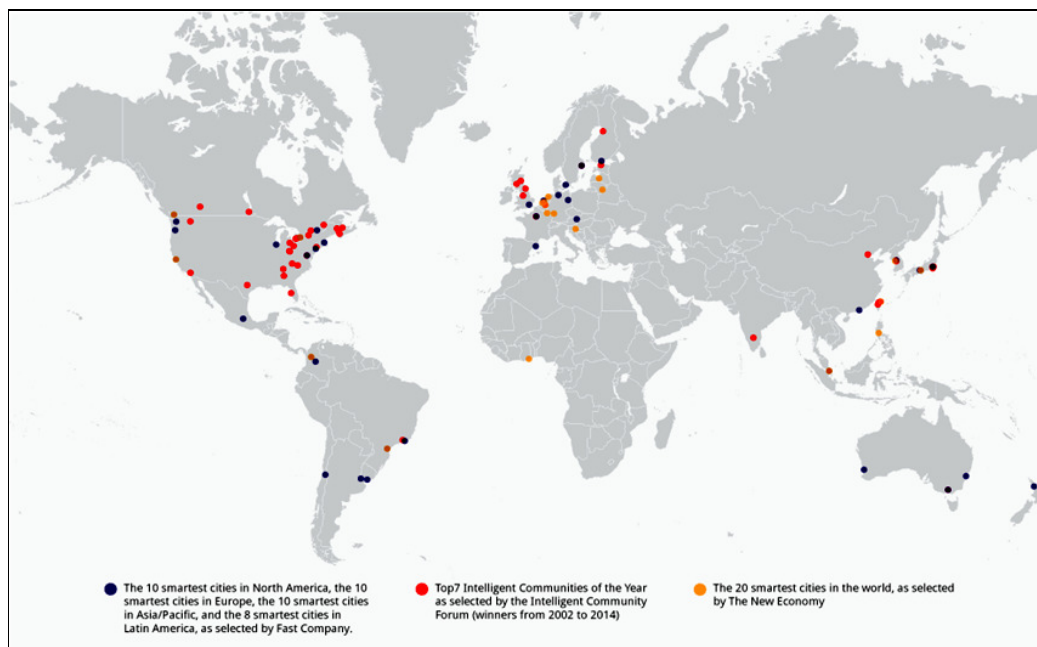 The 10 smartest cities in North America, the 10
smartest cities in Europe, the 10 smartest cities
in Asia/Pacific, and the 8 smartest cities in
Latin America, as selected by Fast Company.
Top7 Intelligent Communities of the Year
as selected by the Intelligent Community
Forum (winners from 2002 to 2014)
The 20 smartest cities in the world, as selected
by The New Economy